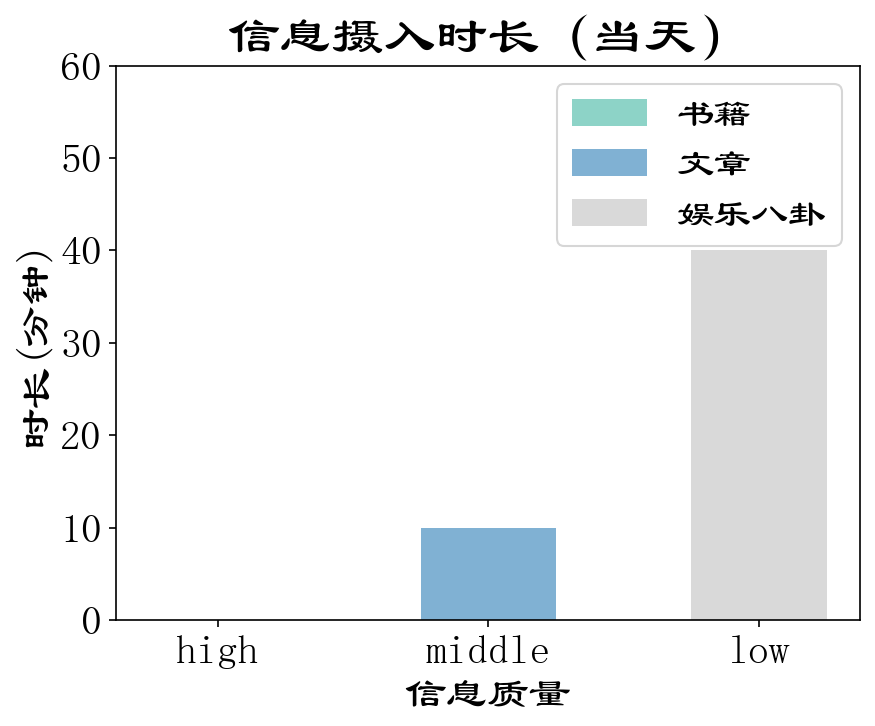 信息摄入时长（当天）
60
50
40
30
20
10
0
时长(分钟)
书籍
文章
娱乐八卦
high
middle
low
信息质量